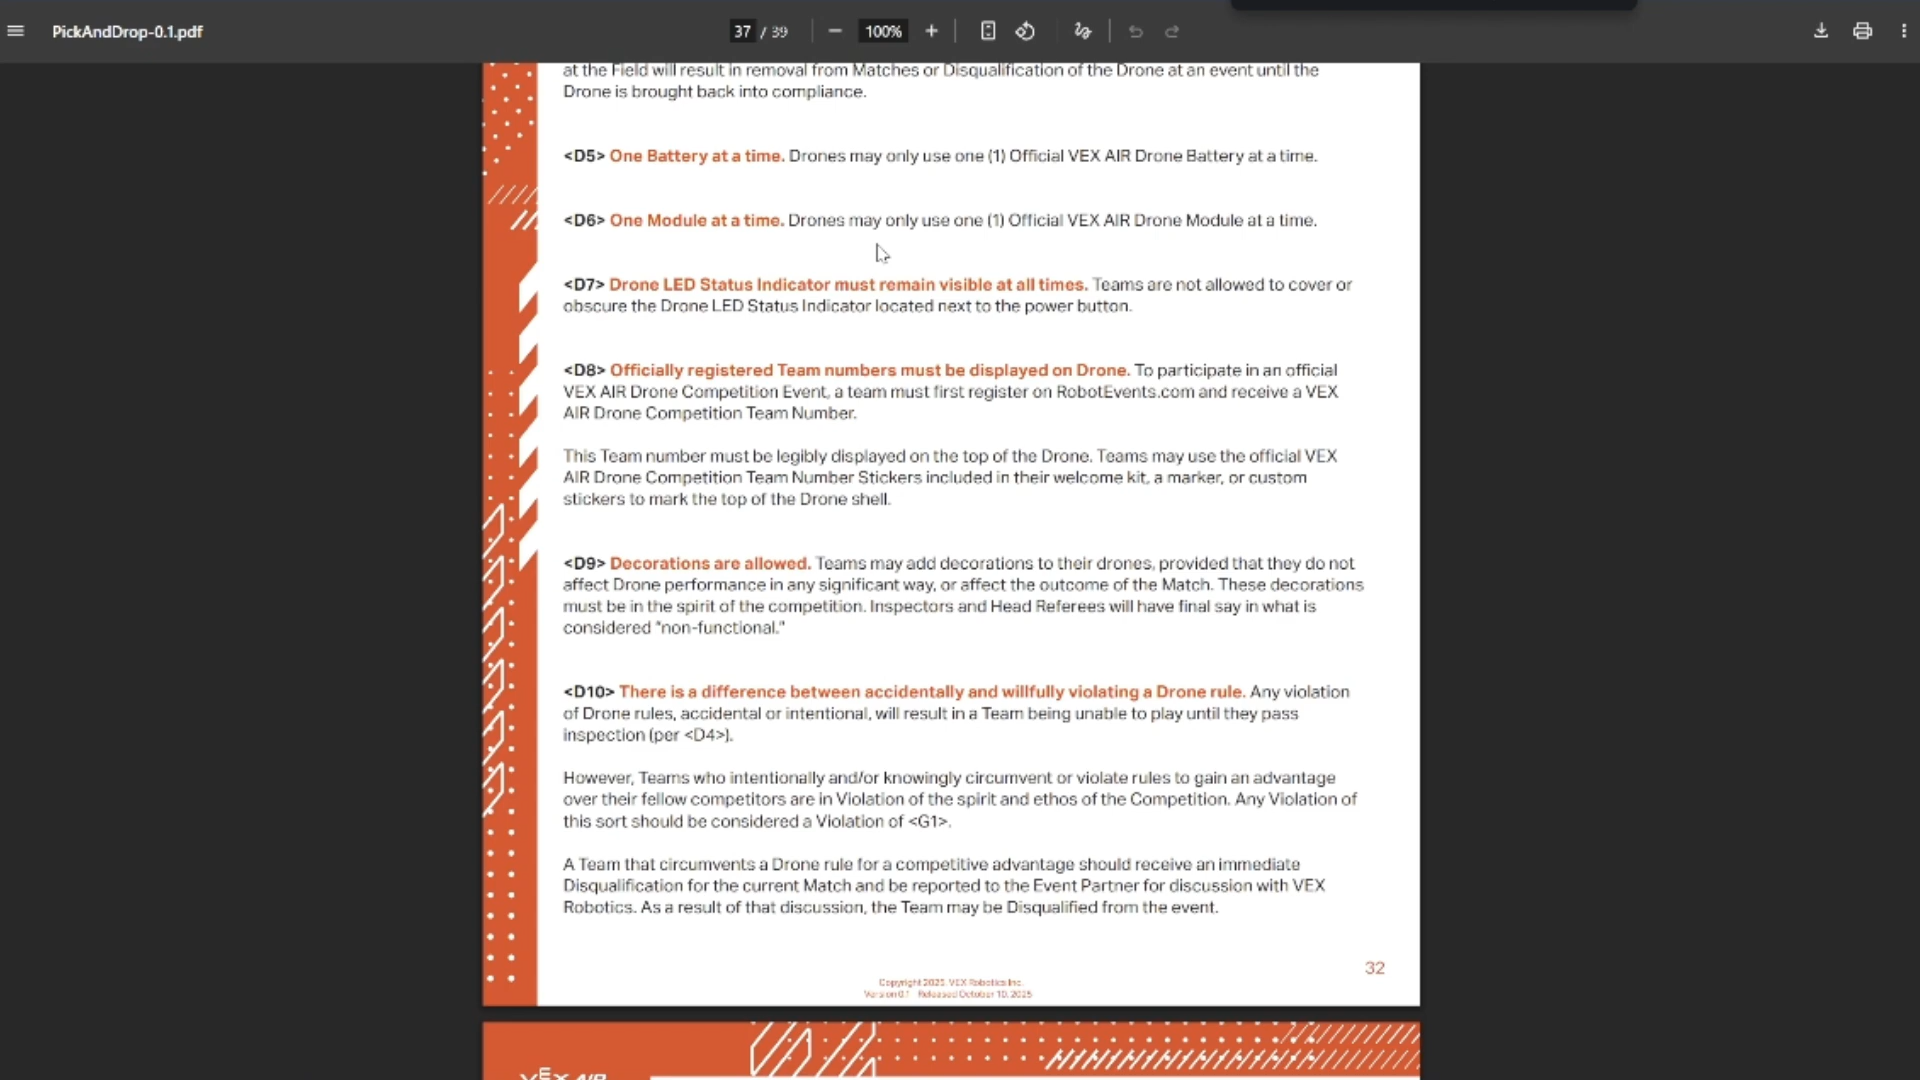 PickAndDrop-0.1.pdf
37 / 39
100%
at the Field will result in removal from Matches or Disqualification of the Drone at an event until the
Drone is brought back into compliance.
<D5> One Battery at a time. Drones may only use one (1) Official VEX AIR Drone Battery at a time.
<D6> One Module at a time. Drones may only use one (1) Official VEX AIR Drone Module at a time.
<D7> Drone LED Status Indicator must remain visible at all times. Teams are not allowed to cover or
obscure the Drone LED Status Indicator located next to the power button.
<D8> Officially registered Team numbers must be displayed on Drone. To participate in an official
VEX AIR Drone Competition Event, a team must first register on RobotEvents.com and receive a VEX
AIR Drone Competition Team Number.
This Team number must be legibly displayed on the top of the Drone. Teams may use the official VEX
AIR Drone Competition Team Number Stickers included in their welcome kit, a marker, or custom
stickers to mark the top of the Drone shell.
<D9> Decorations are allowed. Teams may add decorations to their drones, provided that they do not
affect Drone performance in any significant way, or affect the outcome of the Match. These decorations
must be in the spirit of the competition. Inspectors and Head Referees will have final say in what is
considered "non-functional."
<D10> There is a difference between accidentally and willfully violating a Drone rule. Any violation
of Drone rules, accidental or intentional, will result in a Team being unable to play until they pass
inspection (per <D4>).
However, Teams who intentionally and/or knowingly circumvent or violate rules to gain an advantage
over their fellow competitors are in Violation of the spirit and ethos of the Competition. Any Violation of
this sort should be considered a Violation of <G1>.
A Team that circumvents a Drone rule for a competitive advantage should receive an immediate
Disqualification for the current Match and be reported to the Event Partner for discussion with VEX
Robotics. As a result of that discussion, the Team may be Disqualified from the event.
32
Copyright 2025, VEX Robotics Inc.
Version 0.1 - Released October 10, 2025
VEX AIR